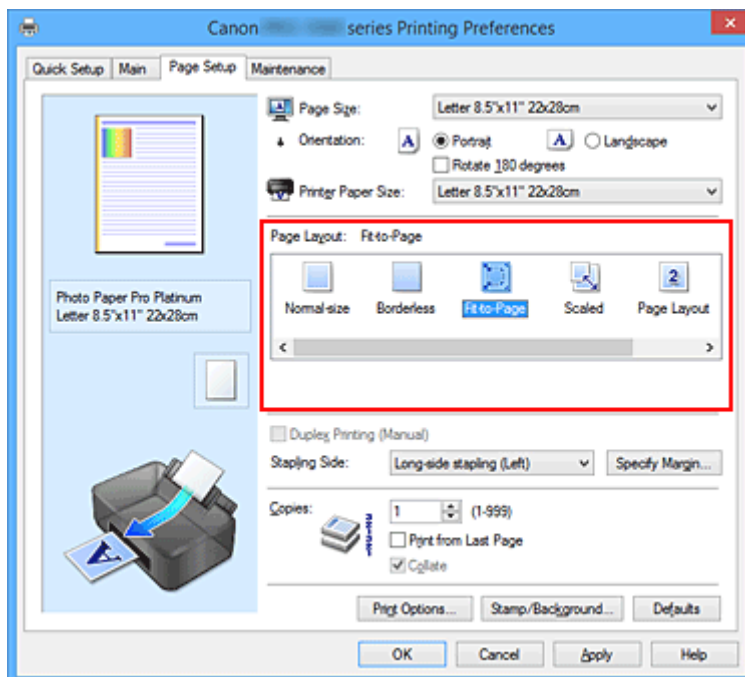 Canon series Printing Preferences
Quick Setup Main Page Setup Maintenance
Page Size: Letter 8.5"x11" 22x28cm
Orientation: A Portrait A Landscape
Rotate 180 degrees
Printer Paper Size: Letter 8.5"x11" 22x28cm
Page Layout: Fit-to-Page
Normal-size Borderless Fit-to-Page Scaled 2 Page Layout
Photo Paper Pro Platinum
Letter 8.5"x11" 22x28cm
Duplex Printing (Manual)
Stapling Side: Long-side stapling (Left) Specify Margin...
Copies: 1 (1-999)
Print from Last Page
Collate
Print Options... Stamp/Background... Defaults
OK Cancel Apply Help